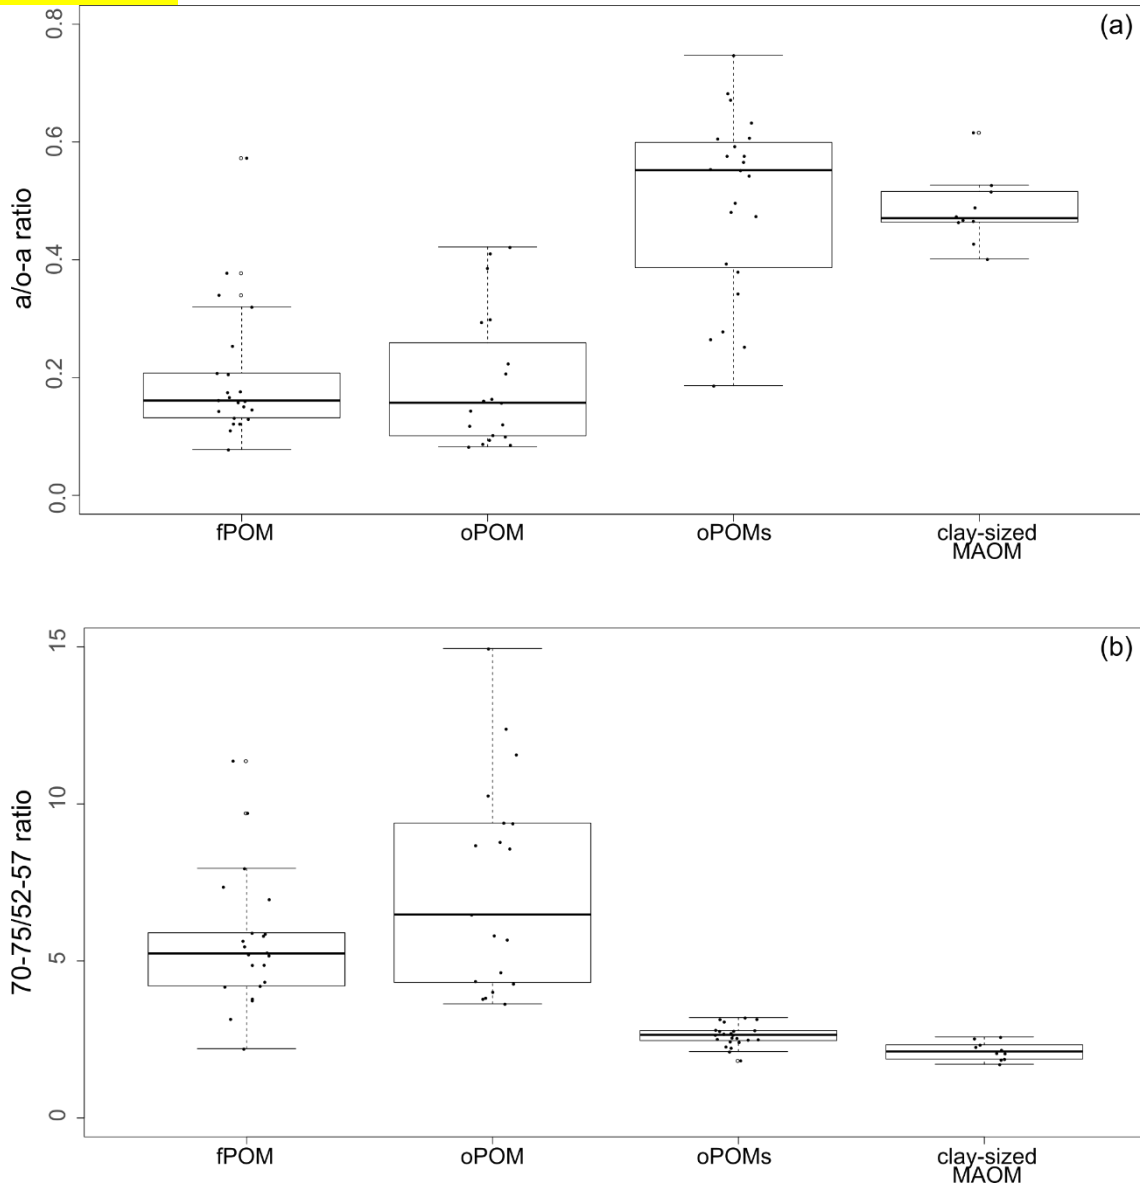 (a)
0.8
0.6
0.4
0.2
0.0
a/o-a ratio
fPOM
oPOM
oPOMs
clay-sized
MAOM
(b)
15
10
5
0
70-75/52-57 ratio
fPOM
oPOM
oPOMs
clay-sized
MAOM